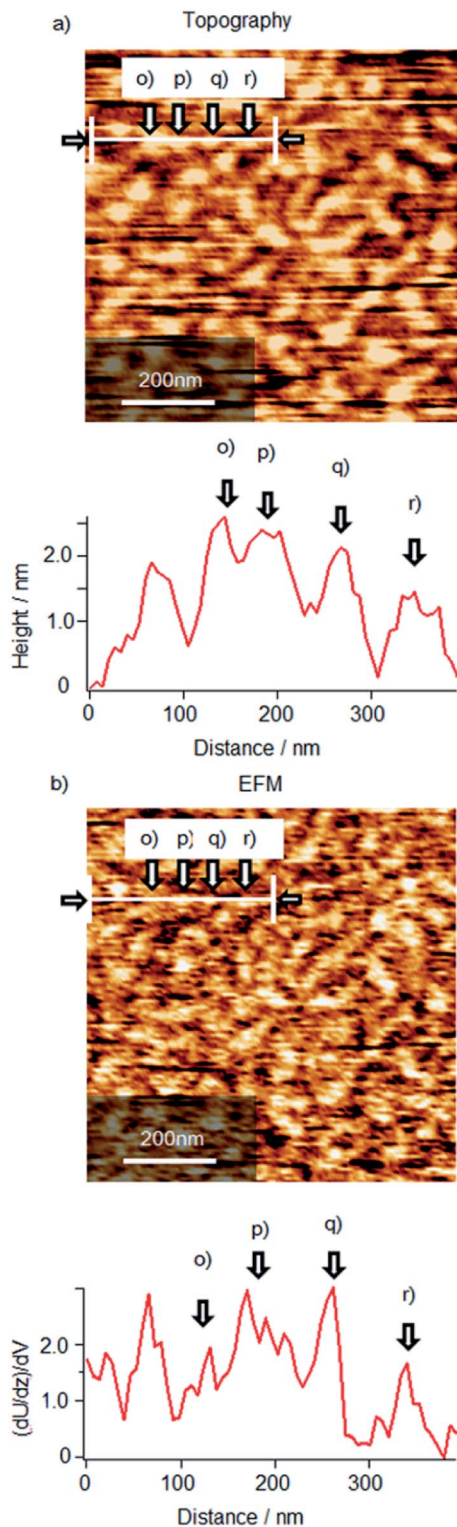 a)
Topography
o) p) q) r)
200nm
o)
p)
q)
r)
2.0
1.0
0
Height / nm
0 100 200 300
Distance / nm
b)
EFM
o) p) q) r)
200nm
o)
p)
q)
r)
2.0
1.0
0
(dU/dz)/dV
0 100 200 300
Distance / nm